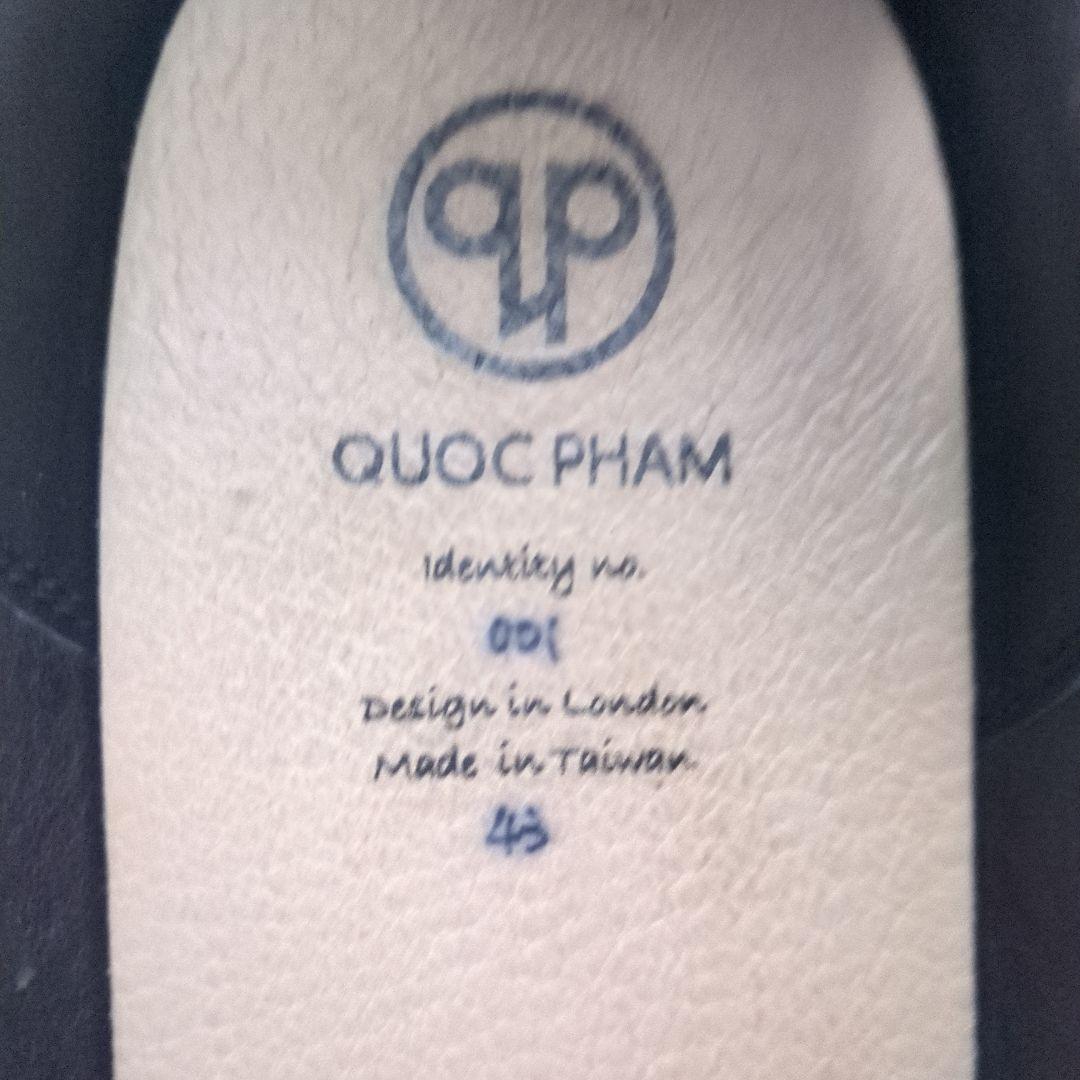 qp
QUOC PHAM
Identity no.
001
Design in London
Made in Taiwan
43